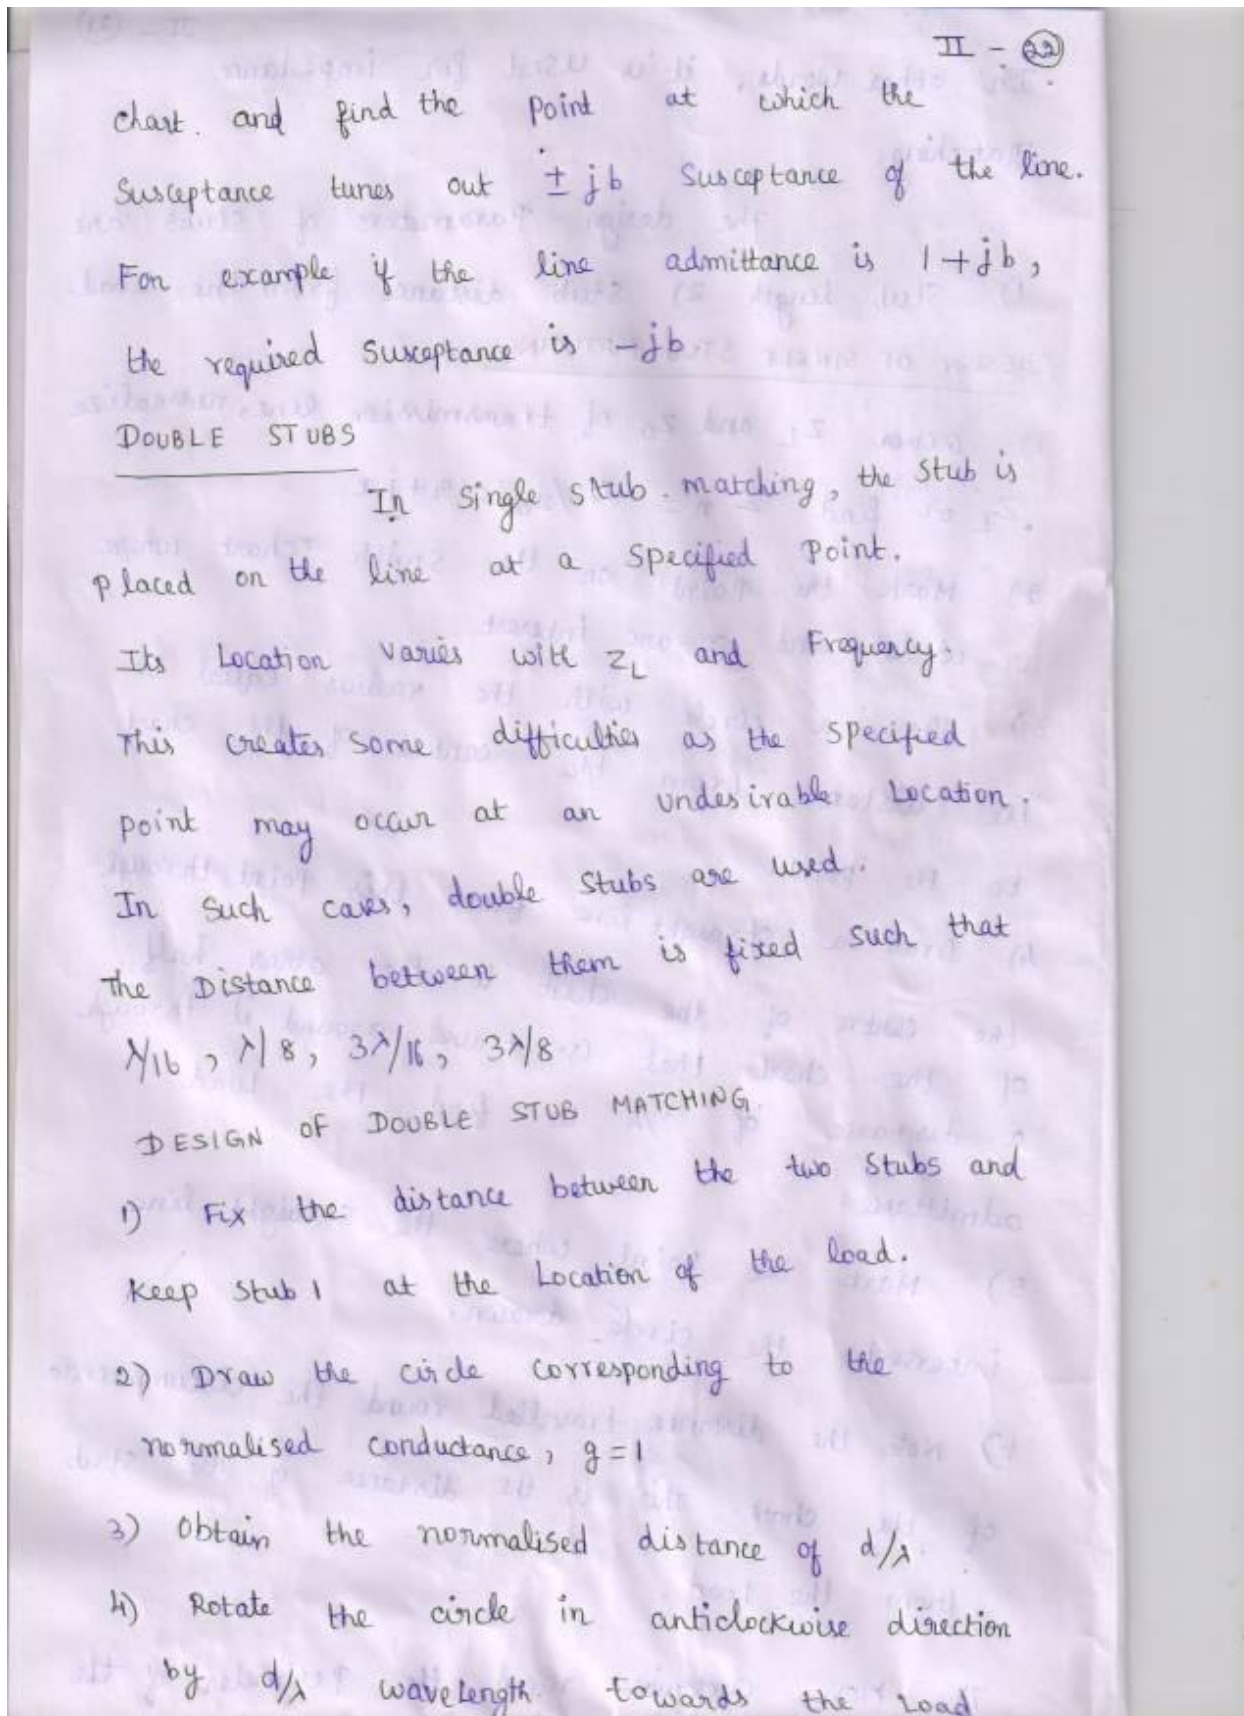 II - 22
chart. and find the point at which the
Susceptance tunes out ± jb Susceptance of the line.
For example if the line admittance is 1+jb,
the required Susceptance is -jb
DOUBLE STUBS
In Single Stub matching, the Stub is
placed on the line at a Specified Point.
Its Location varies with ZL and Frequency.
This creates some difficulties as the specified
point may occur at an undesirable Location.
In Such cases, double Stubs are used.
The Distance between them is fixed such that
λ/16, λ/8, 3λ/16, 3λ/8
DESIGN OF DOUBLE STUB MATCHING
1) Fix the distance between the two Stubs and
Keep Stub 1 at the Location of the load.
2) Draw the circle corresponding to the
normalised conductance, g=1
3) Obtain the normalised distance of d/λ.
4) Rotate the circle in anticlockwise direction
by d/λ wavelength towards the Load